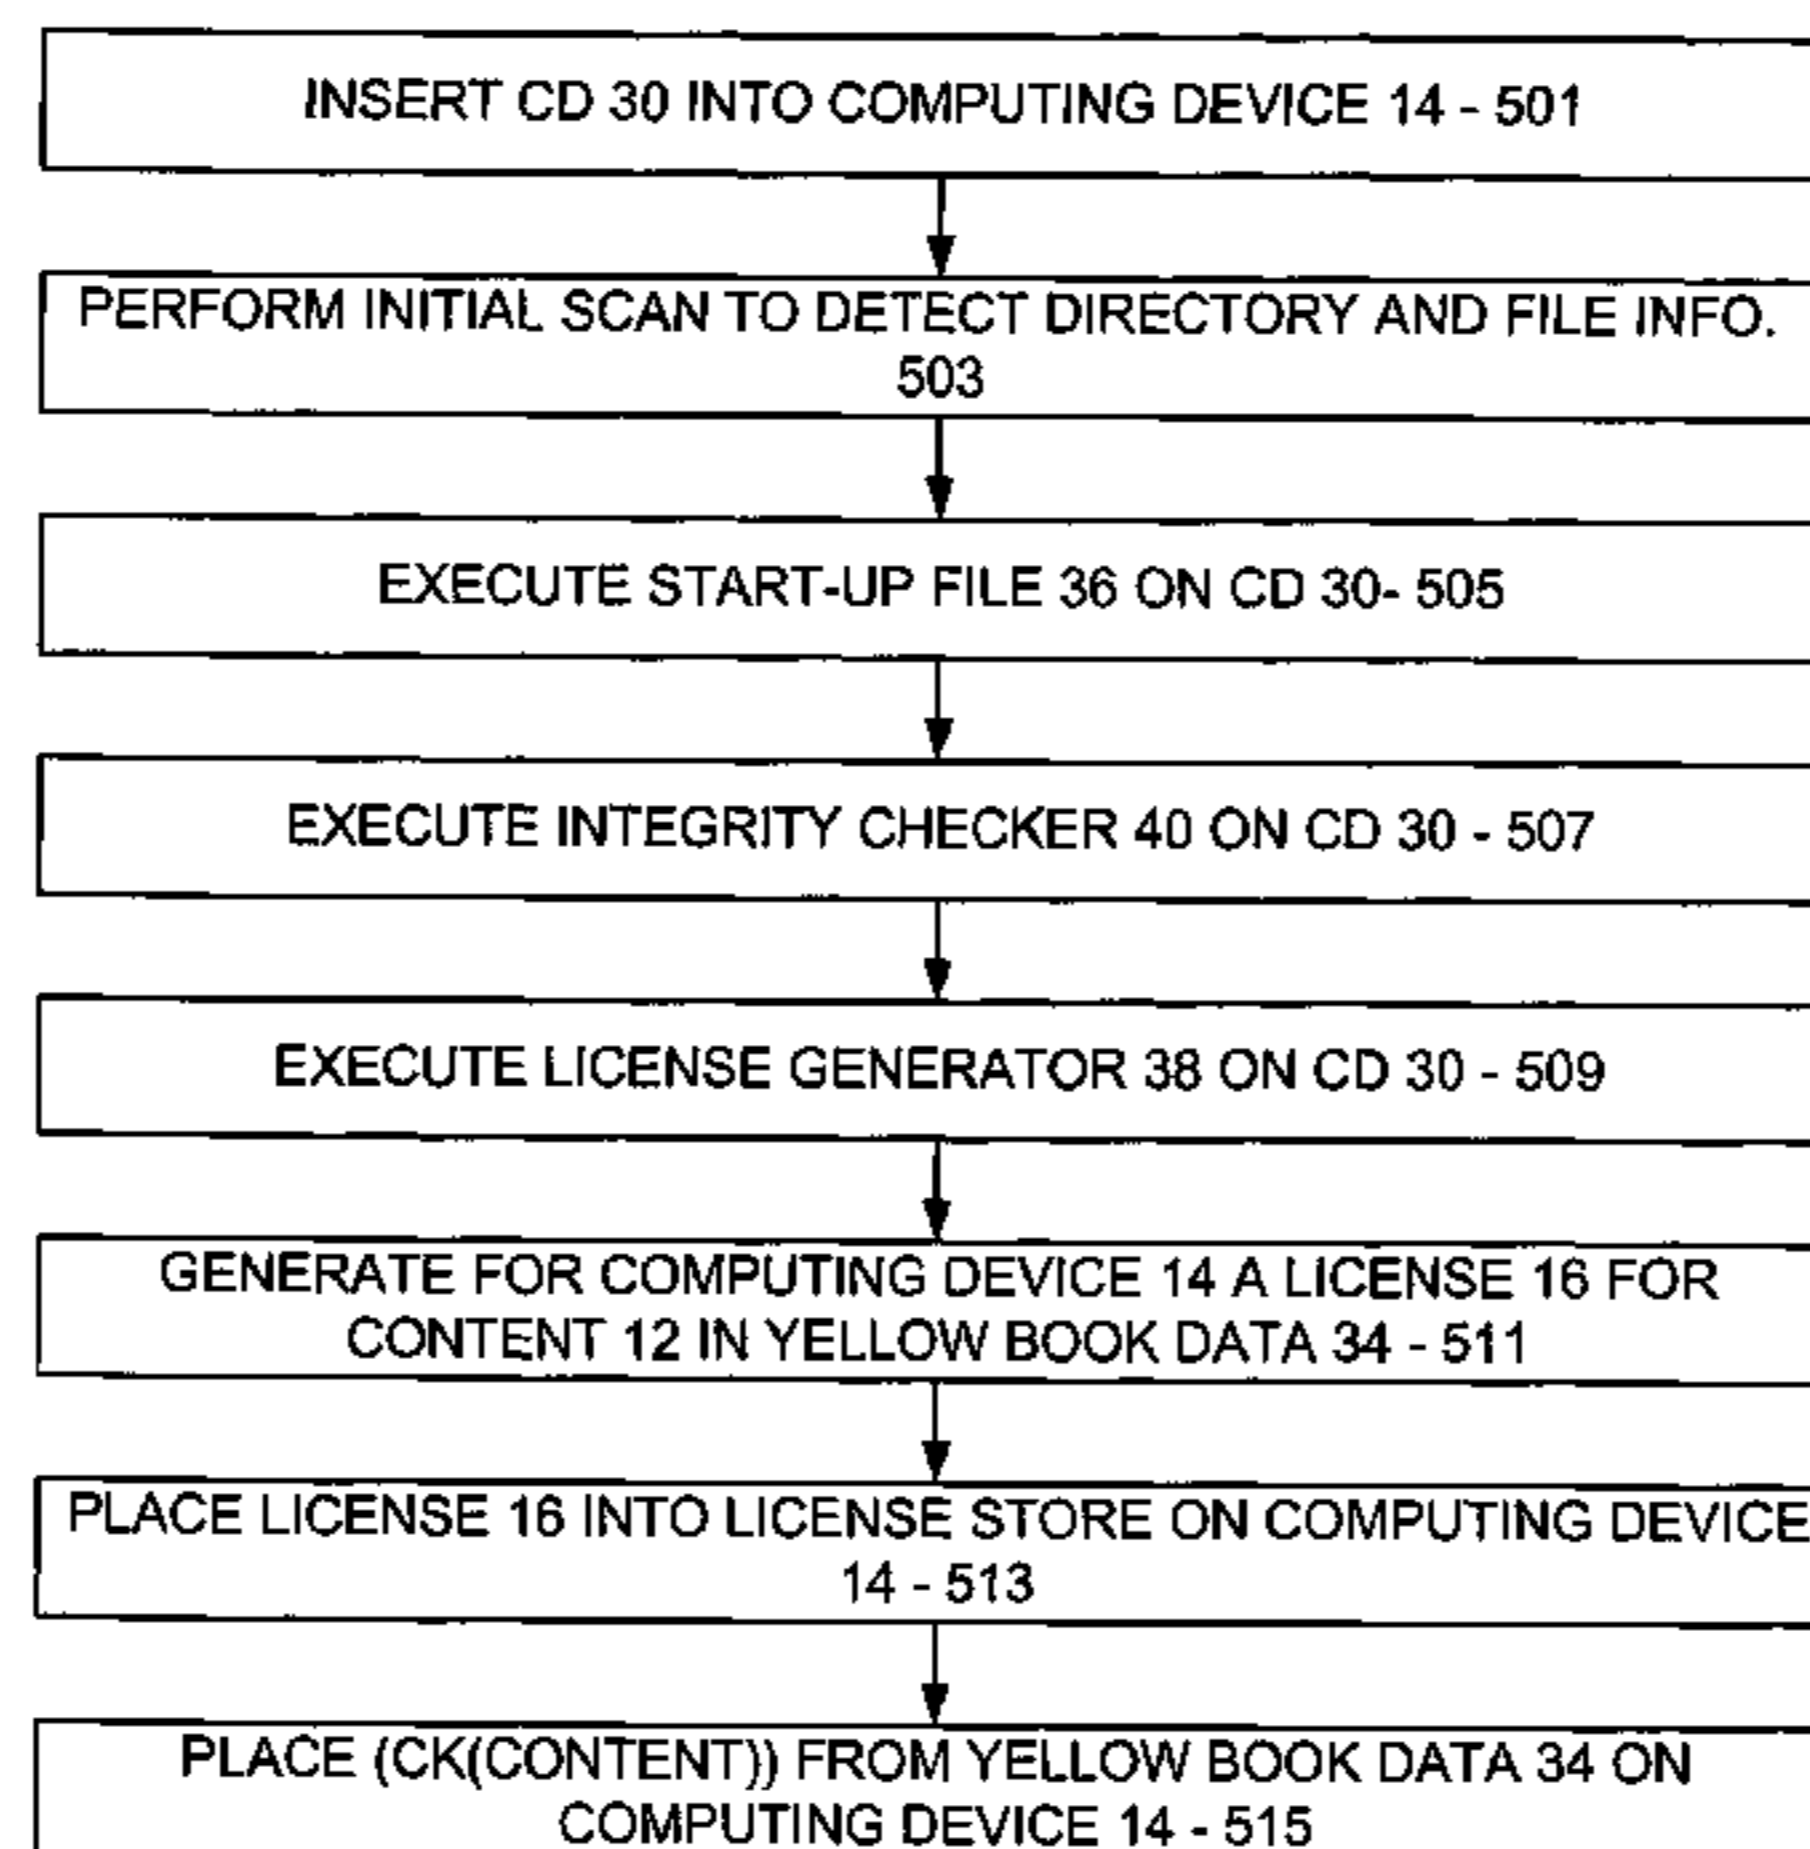 INSERT CD 30 INTO COMPUTING DEVICE 14 - 501
PERFORM INITIAL SCAN TO DETECT DIRECTORY AND FILE INFO.
503
EXECUTE START-UP FILE 36 ON CD 30- 505
EXECUTE INTEGRITY CHECKER 40 ON CD 30 - 507
EXECUTE LICENSE GENERATOR 38 ON CD 30 - 509
GENERATE FOR COMPUTING DEVICE 14 A LICENSE 16 FOR
CONTENT 12 IN YELLOW BOOK DATA 34 - 511
PLACE LICENSE 16 INTO LICENSE STORE ON COMPUTING DEVICE
14 - 513
PLACE (CK(CONTENT)) FROM YELLOW BOOK DATA 34 ON
COMPUTING DEVICE 14 - 515